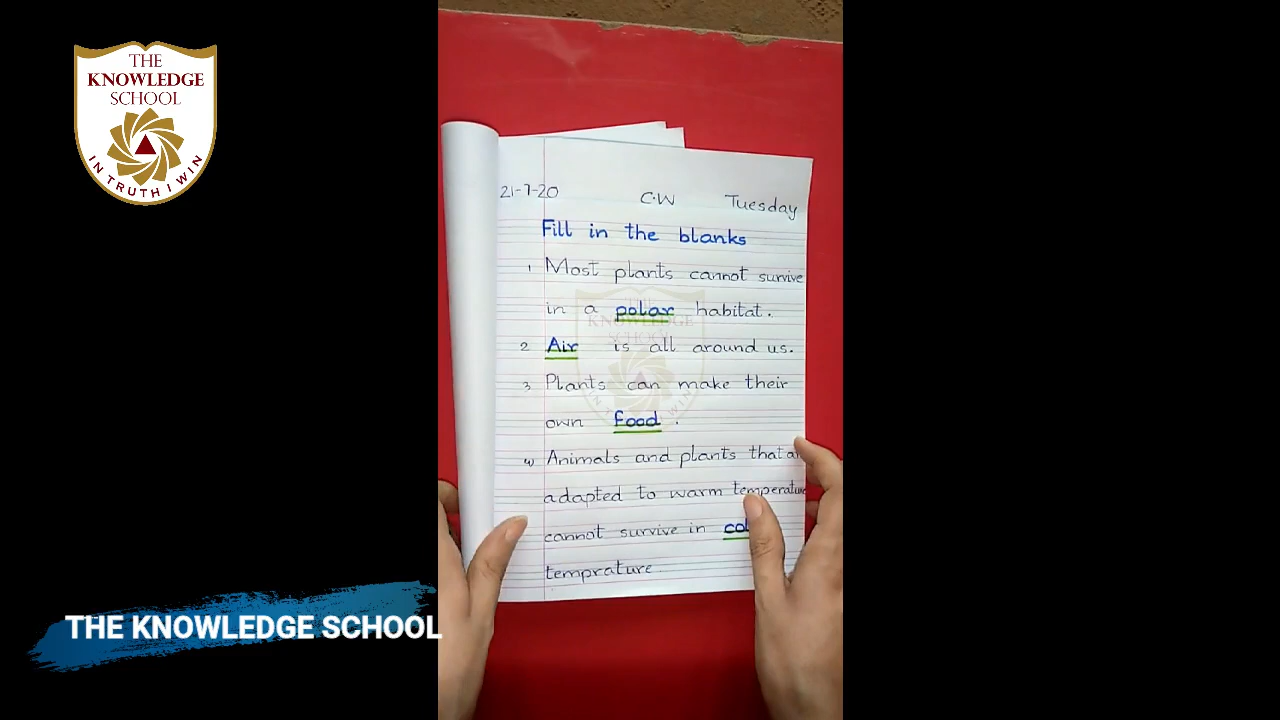 THE
KNOWLEDGE
SCHOOL
IN TRUTH I WIN
21-7-20 C.W Tuesday
Fill in the blanks
1 Most plants cannot survive
in a polar habitat.
2 Air is all around us.
3 Plants can make their
own food.
4 Animals and plants that
adapted to warm temperature
cannot survive in
temprature
THE KNOWLEDGE SCHOOL